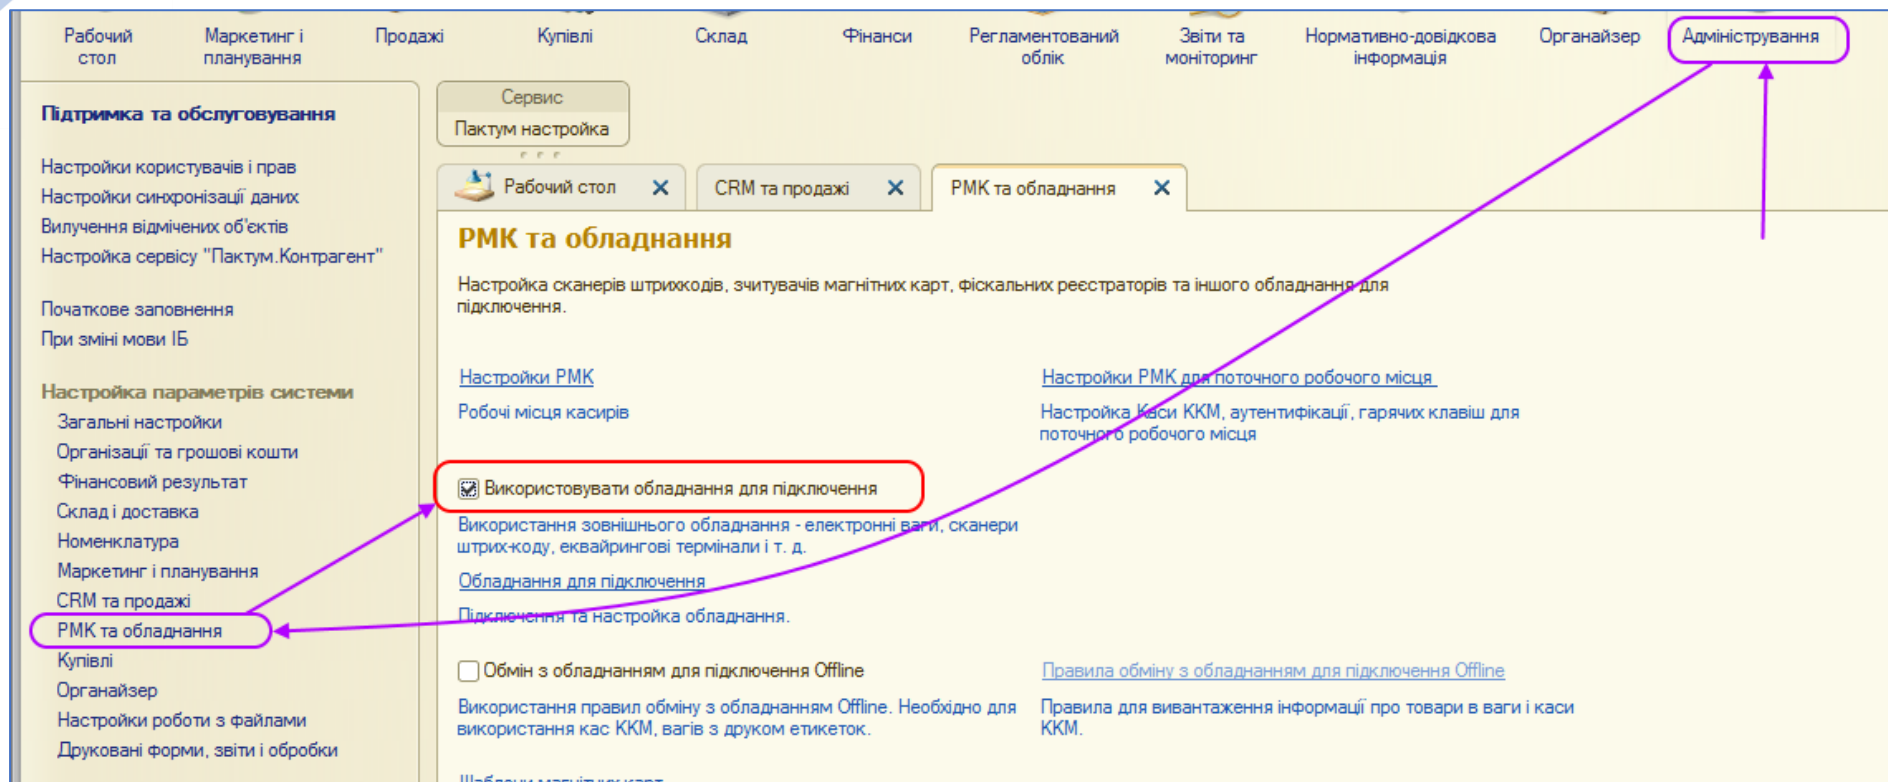 Рабочий стол
Маркетинг і планування
Продажі
Купівлі
Склад
Фінанси
Регламентований облік
Звіти та моніторинг
Нормативно-довідкова інформація
Органайзер
Адміністрування
Підтримка та обслуговування
Настройки користувачів і прав
Настройки синхронізації даних
Вилучення відмічених об'єктів
Настройка сервісу "Пактум.Контрагент"
Початкове заповнення
При зміні мови ІБ
Настройка параметрів системи
Загальні настройки
Організації та грошові кошти
Фінансовий результат
Склад і доставка
Номенклатура
Маркетинг і планування
CRM та продажі
РМК та обладнання
Купівлі
Органайзер
Настройки роботи з файлами
Друковані форми, звіти і обробки
Сервис
Пактум настройка
Рабочий стол
CRM та продажі
РМК та обладнання
РМК та обладнання
Настройка сканерів штрихкодів, зчитувачів магнітних карт, фіскальних реєстраторів та іншого обладнання для
підключення.
Настройки РМК
Робочі місця касирів
Настройки РМК для поточного робочого місця
Настройка Каси ККМ, аутентифікації, гарячих клавіш для
поточного робочого місця
Використовувати обладнання для підключення
Використання зовнішнього обладнання - електронні ваги, сканери
штрих-коду, еквайрингові термінали і т. д.
Обладнання для підключення
Підключення та настройка обладнання.
Обмін з обладнанням для підключення Offline
Використання правил обміну з обладнанням Offline. Необхідно для
використання кас ККМ, вагів з друком етикеток.
Правила обміну з обладнанням для підключення Offline
Правила для вивантаження інформації про товари в ваги і каси
ККМ.
Шаблони магнітних карт